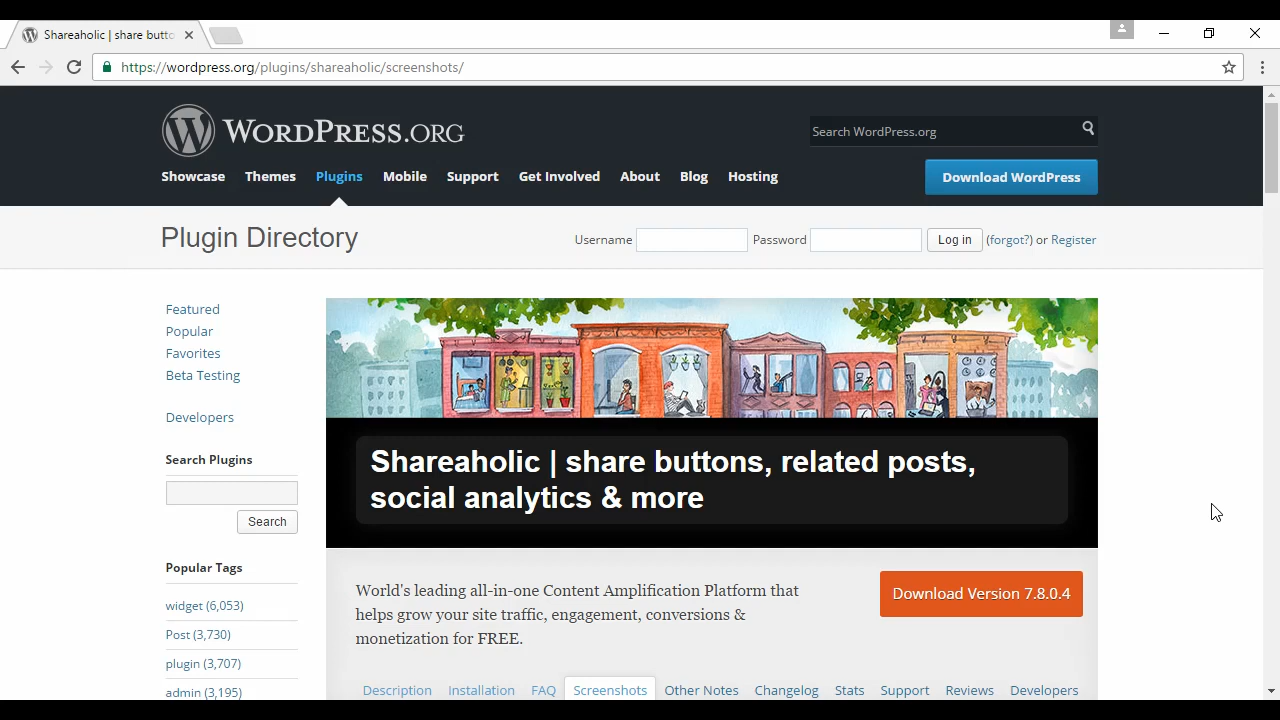 Shareaholic | share butto
https://wordpress.org/plugins/shareaholic/screenshots/
WORDPRESS.ORG
Search WordPress.org
Showcase Themes Plugins Mobile Support Get Involved About Blog Hosting
Download WordPress
Plugin Directory
Username Password Log in (forgot?) or Register
Featured
Popular
Favorites
Beta Testing
Developers
Search Plugins
Search
Popular Tags
widget (6,053)
Post (3,730)
plugin (3,707)
admin (3,195)
Shareaholic | share buttons, related posts,
social analytics & more
World's leading all-in-one Content Amplification Platform that
helps grow your site traffic, engagement, conversions &
monetization for FREE.
Download Version 7.8.0.4
Description Installation FAQ Screenshots Other Notes Changelog Stats Support Reviews Developers